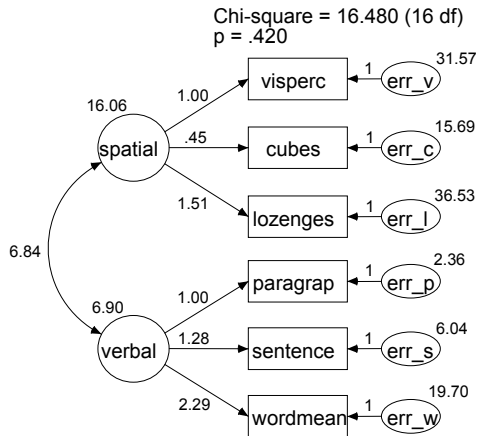 Chi-square = 16.480 (16 df)
p = .420
31.57
16.06
1.00
visperc
1
err_v
15.69
spatial
.45
cubes
1
err_c
36.53
1.51
lozenges
1
err_l
6.84
2.36
6.90
1.00
paragrap
1
err_p
6.04
verbal
1.28
sentence
1
err_s
19.70
2.29
wordmean
1
err_w